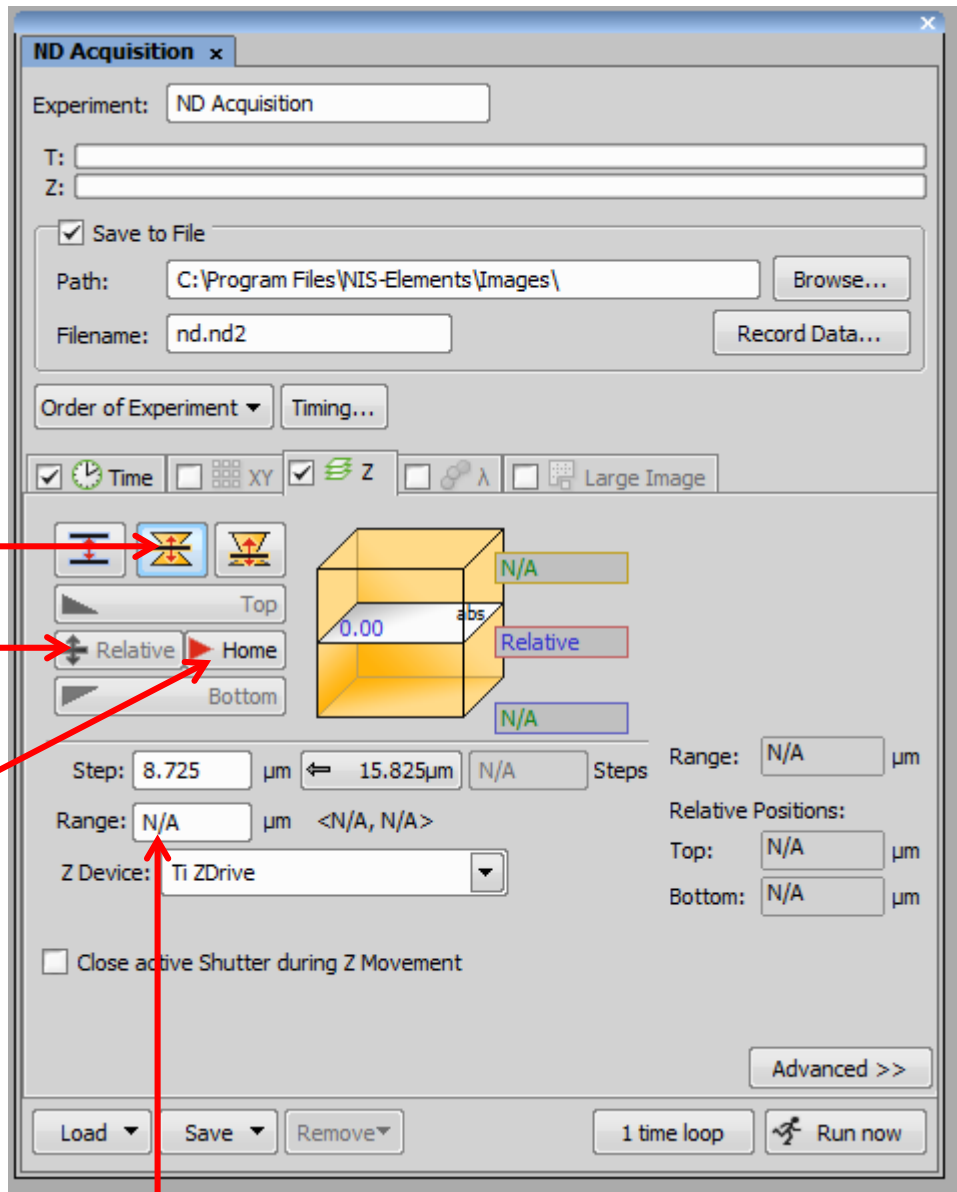 ND Acquisition x
Experiment: ND Acquisition
T:
Z:
Save to File
Path: C:\Program Files\NIS-Elements\Images\ Browse...
Filename: nd.nd2 Record Data...
Order of Experiment Timing...
Time XY Z λ Large Image
N/A
Top
abs
0.00
Relative Home Relative
Bottom
N/A
Step: 8.725 µm 15.825µm N/A Steps Range: N/A µm
Range: N/A µm <N/A, N/A> Relative Positions:
Z Device: Ti ZDrive Top: N/A µm
Bottom: N/A µm
Close active Shutter during Z Movement
Advanced >>
Load Save Remove 1 time loop Run now